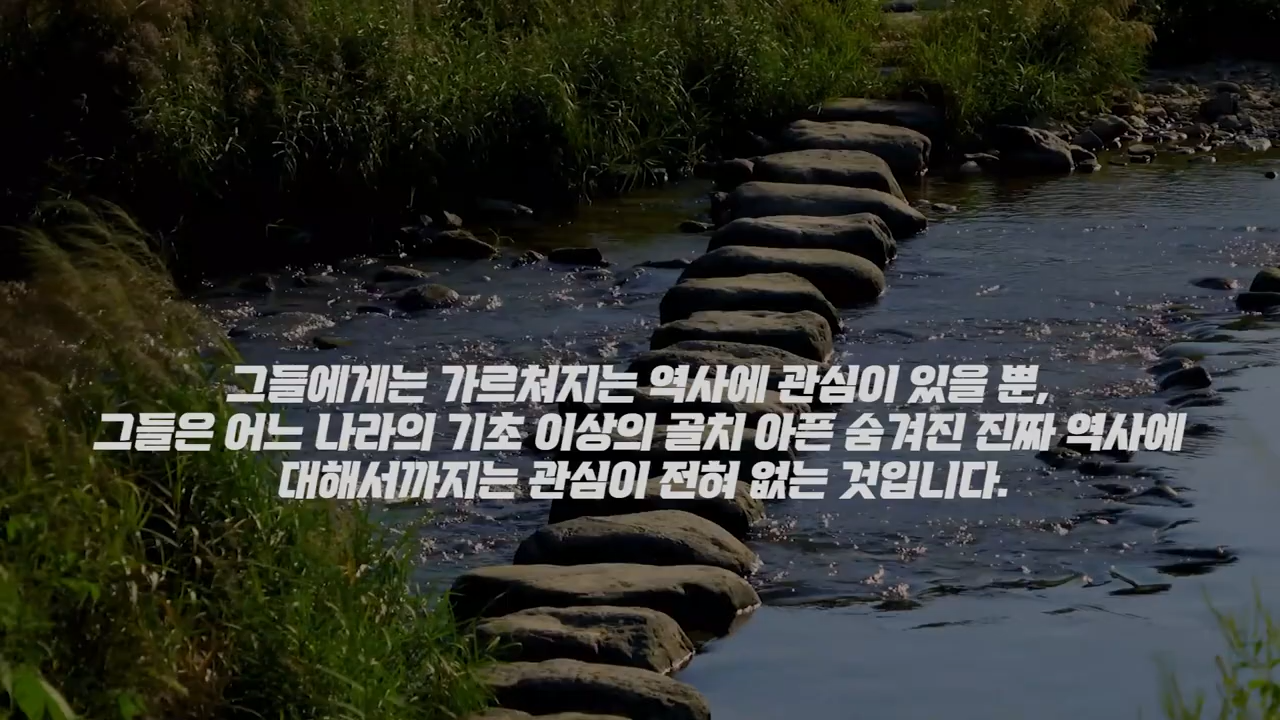 그들에게는 가르쳐지는 역사에 관심이 있을 뿐,
그들은 어느 나라의 기초 이상의 골치 아픈 숨겨진 진짜 역사에
대해서까지는 관심이 전혀 없는 것입니다.